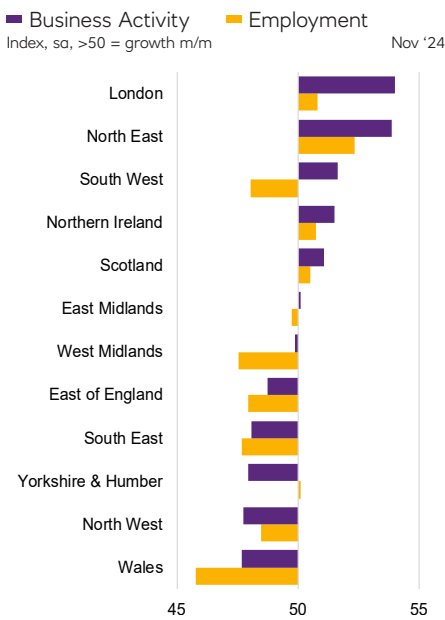 Business Activity Employment
Index, sa, >50 = growth m/m Nov ‘24
London
North East
South West
Northern Ireland
Scotland
East Midlands
West Midlands
East of England
South East
Yorkshire & Humber
North West
Wales
45 50 55